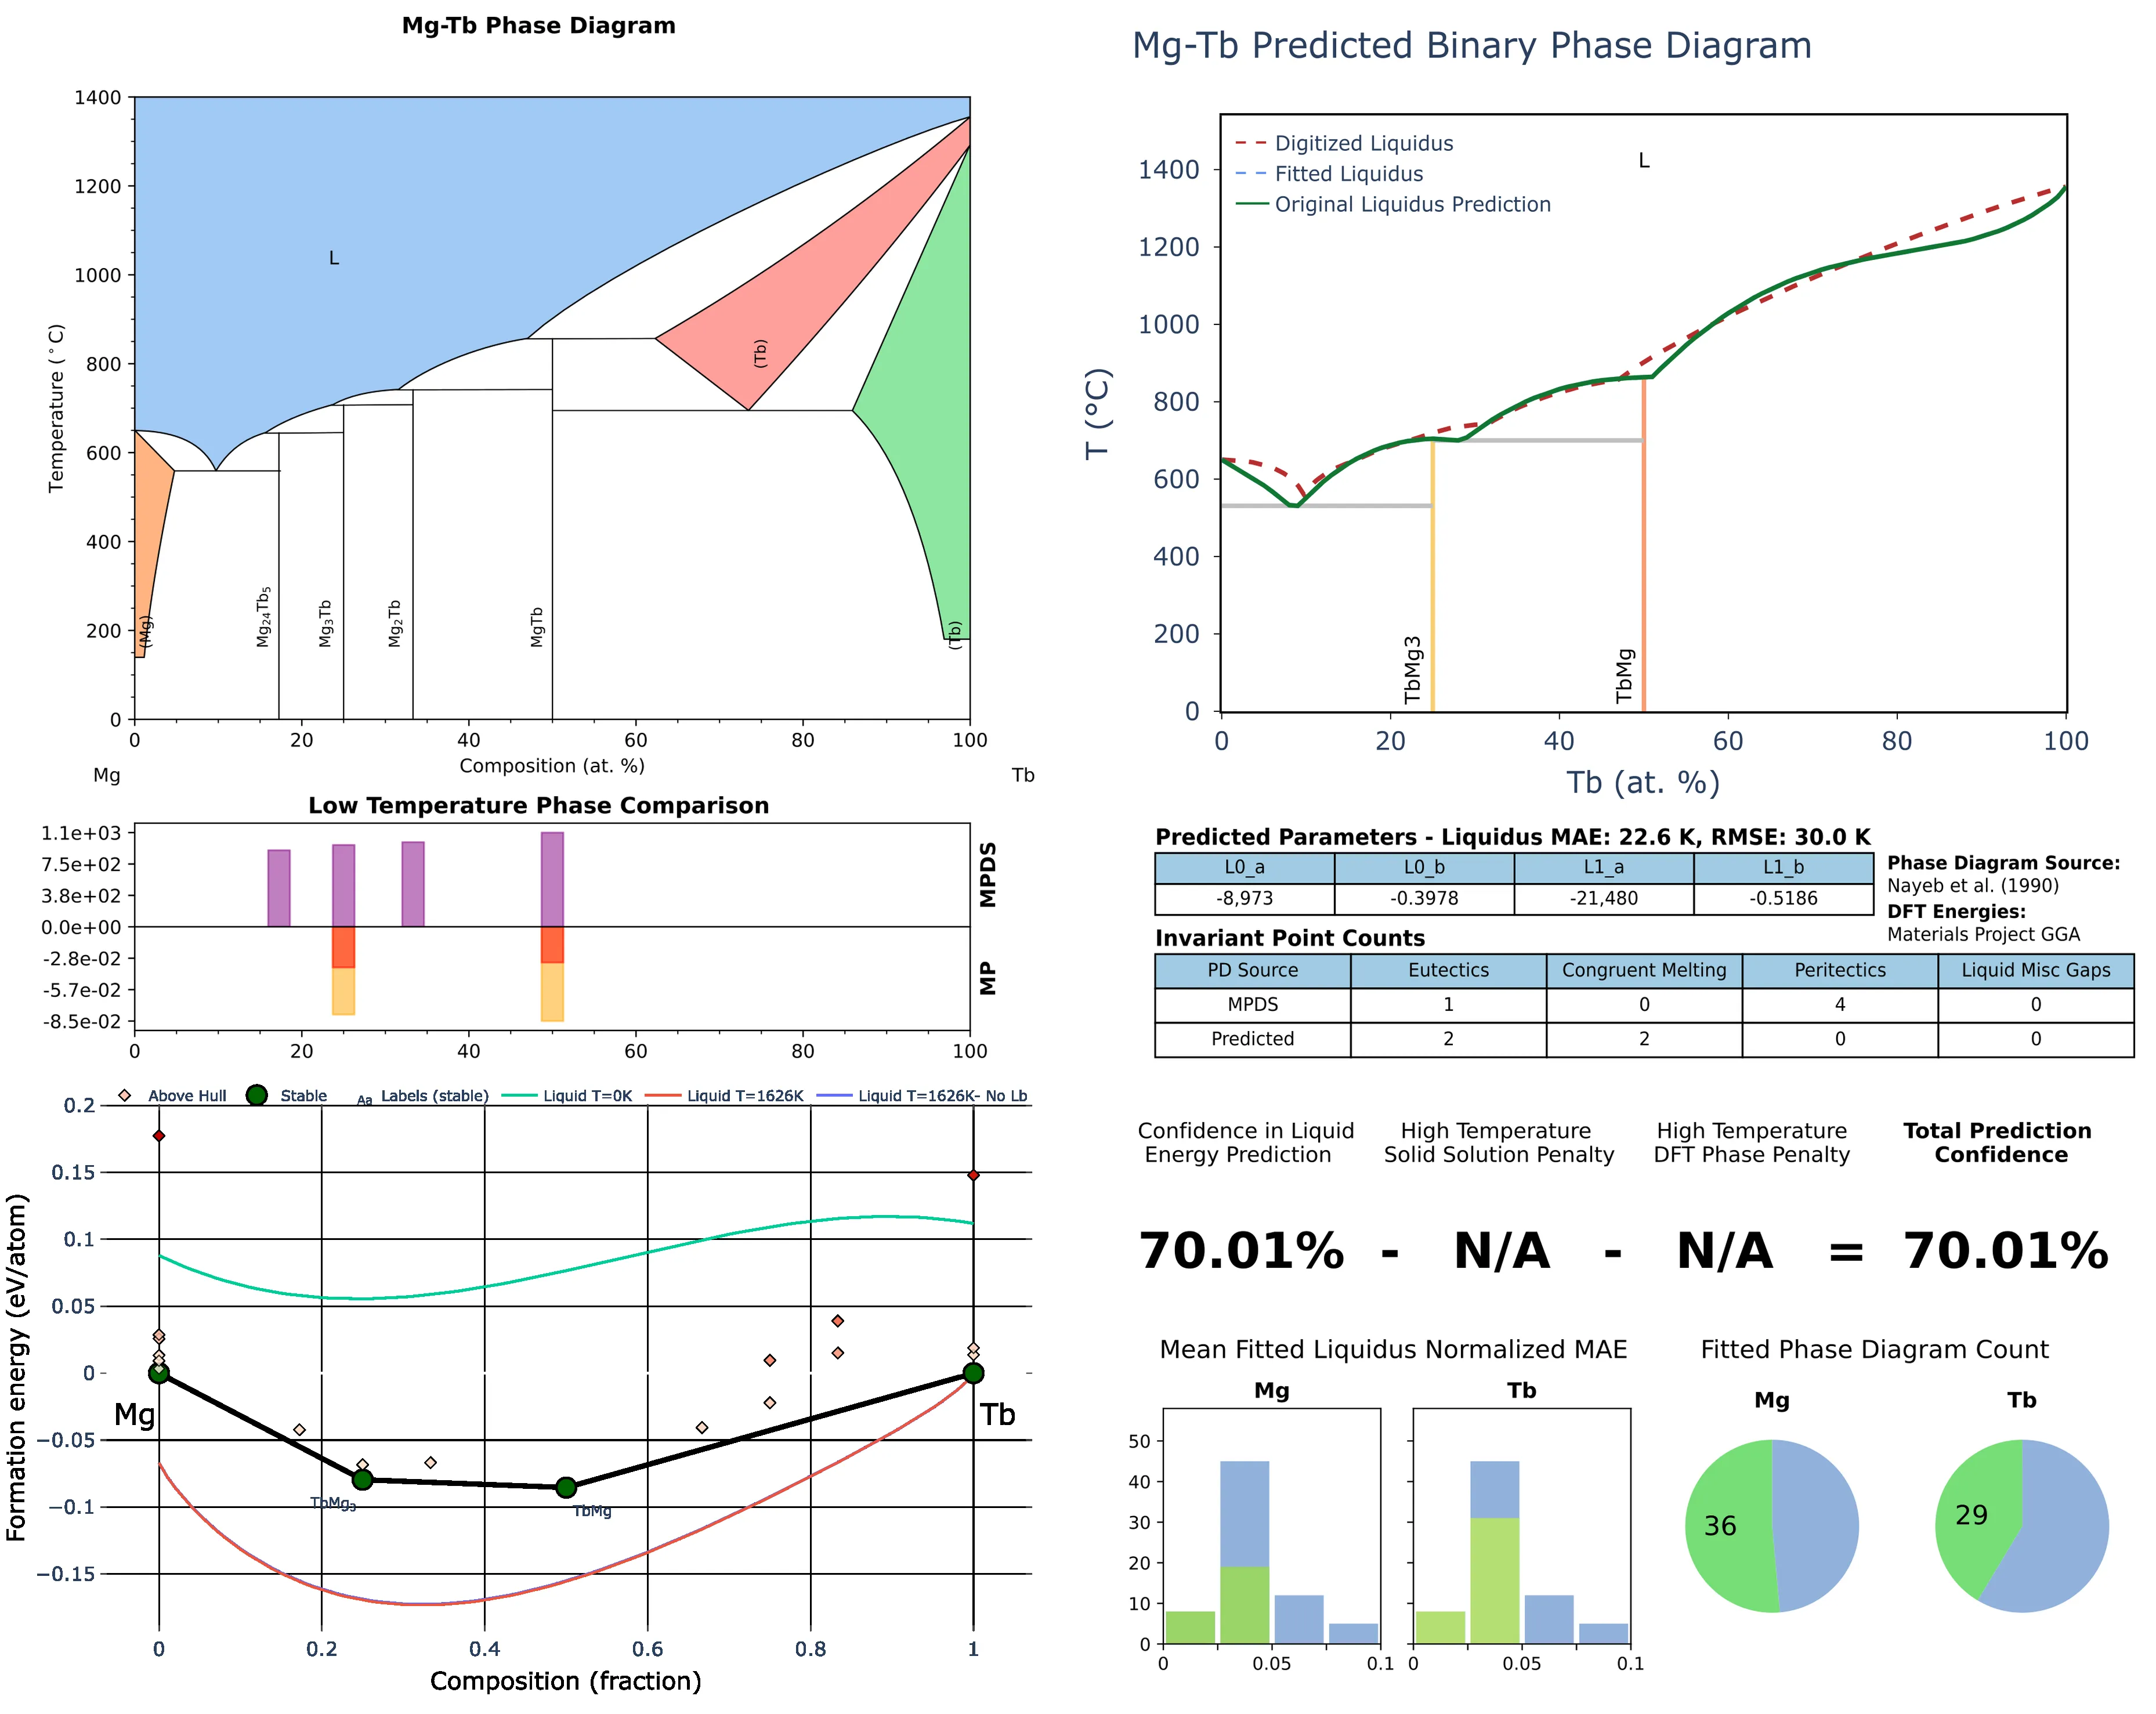 Mg-Tb Phase Diagram
1400
1200
1000
800
600
400
200
0
Temperature (°C)
L
(Tb)
(Mg)
Mg24Tb5
Mg3Tb
Mg2Tb
MgTb
(Tb)
0 20 40 60 80 100
Composition (at. %)
Mg Tb
Low Temperature Phase Comparison
1.1e+03
7.5e+02
3.8e+02
0.0e+00
-2.8e-02
-5.7e-02
-8.5e-02
MPDS
MP
0 20 40 60 80 100
Above Hull Stable Aa Labels (stable) Liquid T=0K Liquid T=1626K Liquid T=1626K- No Lb
0.2
0.15
0.1
0.05
0
−0.05
−0.1
−0.15
Formation energy (eV/atom)
Mg
Tb
TbMg3
TbMg
0 0.2 0.4 0.6 0.8 1
Composition (fraction)
Mg-Tb Predicted Binary Phase Diagram
Digitized Liquidus
Fitted Liquidus
Original Liquidus Prediction
L
1400
1200
1000
800
600
400
200
0
T (°C)
TbMg3
TbMg
0 20 40 60 80 100
Tb (at. %)
Predicted Parameters - Liquidus MAE: 22.6 K, RMSE: 30.0 K
L0_a L0_b L1_a L1_b
-8,973 -0.3978 -21,480 -0.5186
Phase Diagram Source:
Nayeb et al. (1990)
DFT Energies:
Materials Project GGA
Invariant Point Counts
PD Source Eutectics Congruent Melting Peritectics Liquid Misc Gaps
MPDS 1 0 4 0
Predicted 2 2 0 0
Confidence in Liquid
Energy Prediction
High Temperature
Solid Solution Penalty
High Temperature
DFT Phase Penalty
Total Prediction
Confidence
70.01% - N/A - N/A = 70.01%
Mean Fitted Liquidus Normalized MAE
Mg Tb
50
40
30
20
10
0
0 0.05 0.1
0 0.05 0.1
Fitted Phase Diagram Count
Mg Tb
36
29